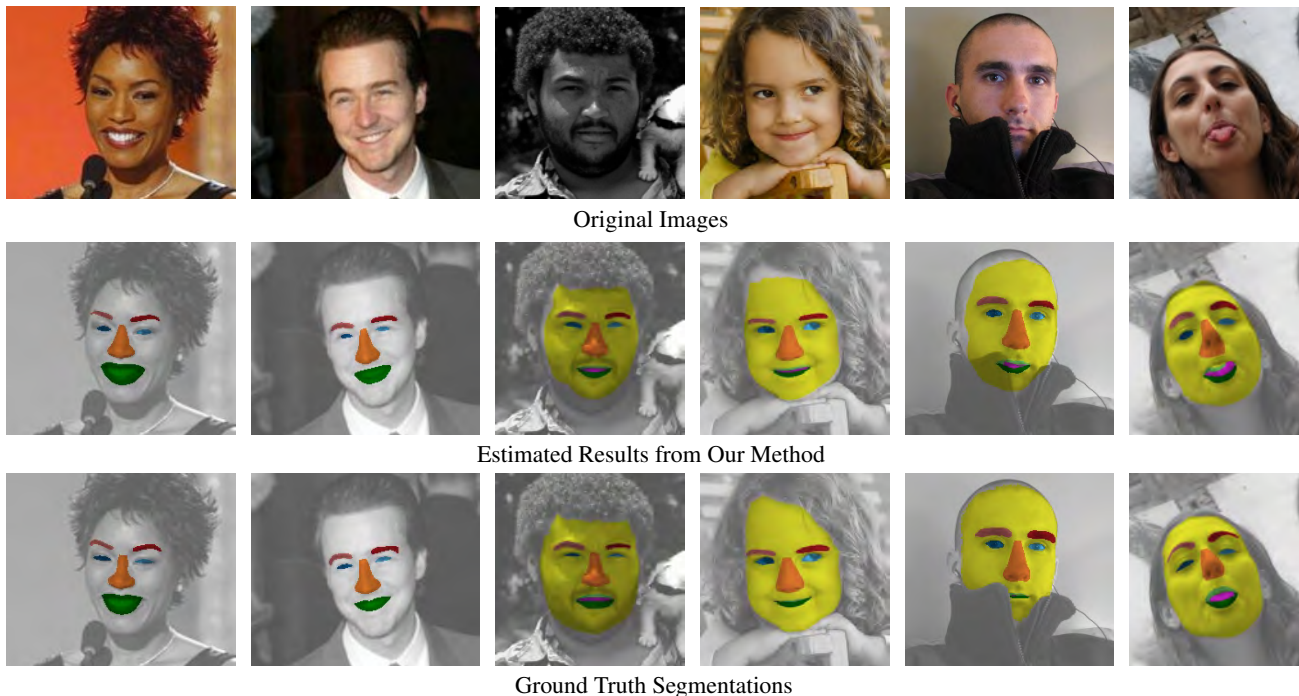 Original Images
Estimated Results from Our Method
Ground Truth Segmentations